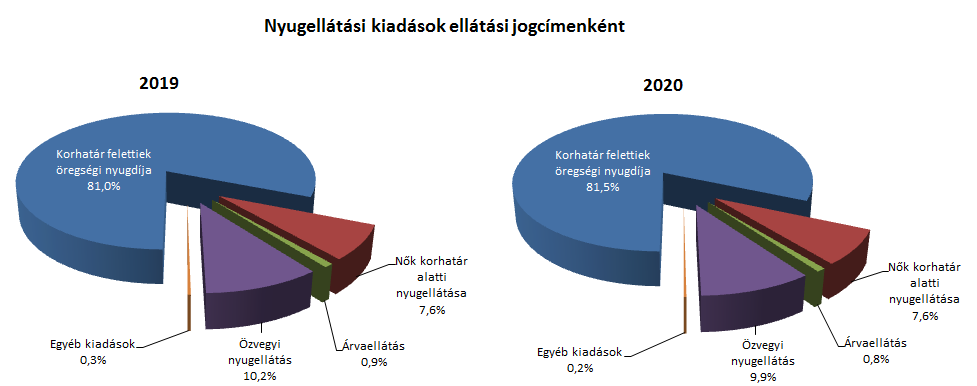 Nyugellátási kiadások ellátási jogcímenként
2019
Korhatár felettiek
öregségi nyugdíja
81,0%
Nők korhatár
alatti
nyugellátása
7,6%
Árvaellátás
0,9%
Özvegyi
nyugellátás
10,2%
Egyéb kiadások
0,3%
2020
Korhatár felettiek
öregségi nyugdíja
81,5%
Nők korhatár
alatti
nyugellátása
7,6%
Árvaellátás
0,8%
Özvegyi
nyugellátás
9,9%
Egyéb kiadások
0,2%